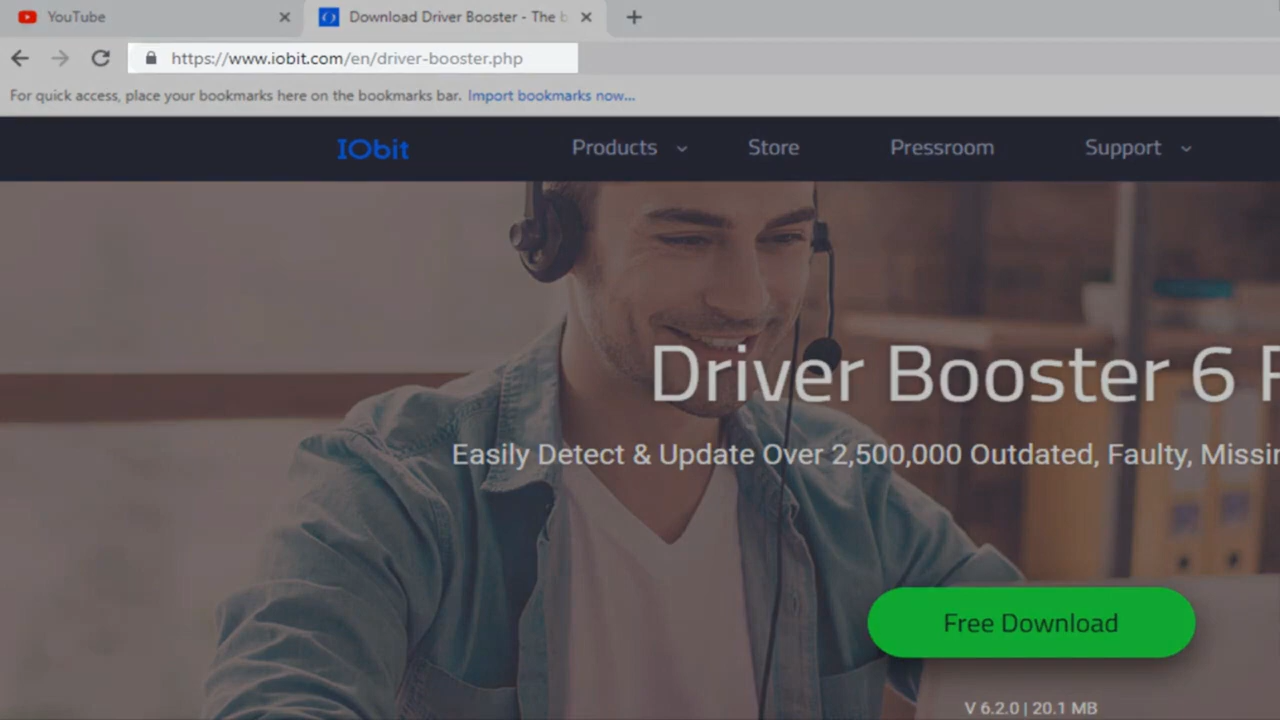 YouTube
Download Driver Booster - The
https://www.iobit.com/en/driver-booster.php
For quick access, place your bookmarks here on the bookmarks bar. Import bookmarks now...
IObit Products Store Pressroom Support
Driver Booster 6
Easily Detect & Update Over 2,500,000 Outdated, Faulty,
Free Download
V 6.2.0 | 20.1 MB